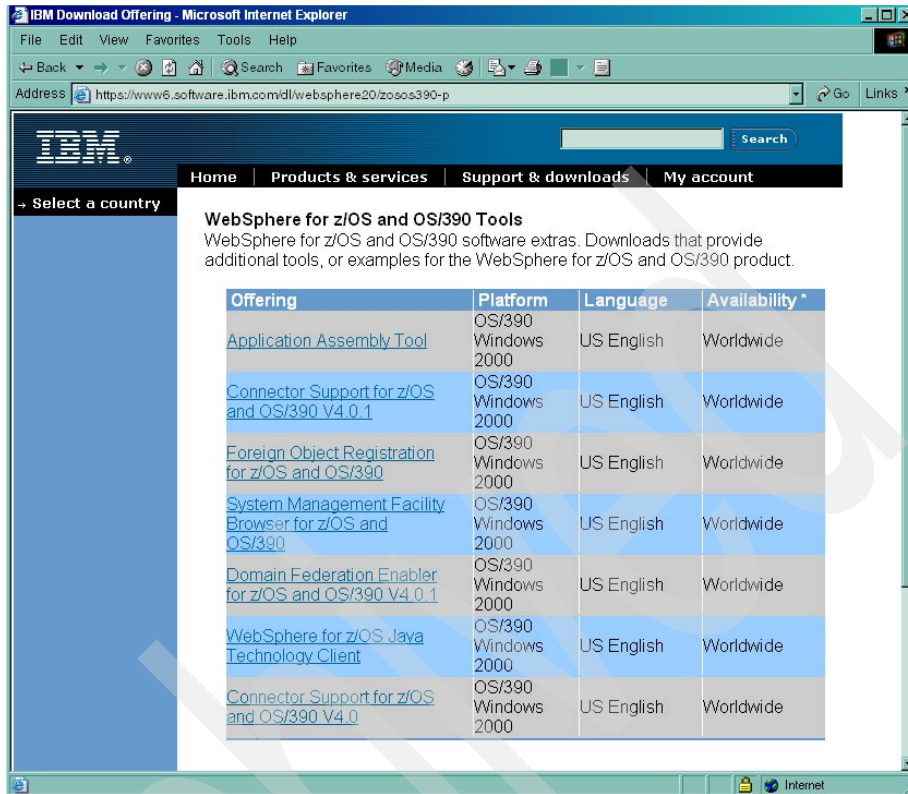 IBM Download Offering - Microsoft Internet Explorer
File Edit View Favorites Tools Help
Back Search Favorites Media
Address https://www6.software.ibm.com/dl/websphere20/zosos390-p Go Links
IBM®
Search
Home | Products & services | Support & downloads | My account
→ Select a country
WebSphere for z/OS and OS/390 Tools
WebSphere for z/OS and OS/390 software extras. Downloads that provide
additional tools, or examples for the WebSphere for z/OS and OS/390 product.
Offering Platform Language Availability *
Application Assembly Tool OS/390 Windows 2000 US English Worldwide
Connector Support for z/OS and OS/390 V4.0.1 OS/390 Windows 2000 US English Worldwide
Foreign Object Registration for z/OS and OS/390 OS/390 Windows 2000 US English Worldwide
System Management Facility Browser for z/OS and OS/390 OS/390 Windows 2000 US English Worldwide
Domain Federation Enabler for z/OS and OS/390 V4.0.1 OS/390 Windows 2000 US English Worldwide
WebSphere for z/OS Java Technology Client OS/390 Windows 2000 US English Worldwide
Connector Support for z/OS and OS/390 V4.0 OS/390 Windows 2000 US English Worldwide
Internet